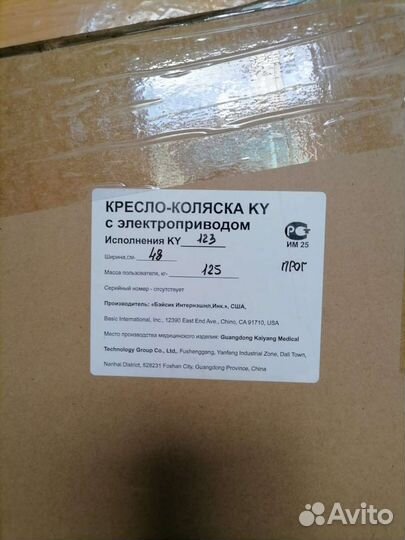 КРЕСЛО-КОЛЯСКА KY
с электроприводом
Исполнения KY 123
Ширина,см- 48
Масса пользователя, кг- 125
Серийный номер - отсутствует
Производитель: «Бэйсик Интернэшнл,Инк.», США,
Basic International, Inc., 12390 East End Ave., Chino, CA 91710, USA
Место производства медицинского изделия: Guangdong Kaiyang Medical
Technology Group Co., Ltd., Fushenggang, Yanfeng Industrial Zone, Dali Town,
Nanhai District, 528231 Foshan City, Guangdong Province, China
РСТ
ИМ 25
ПРОГ
Avito